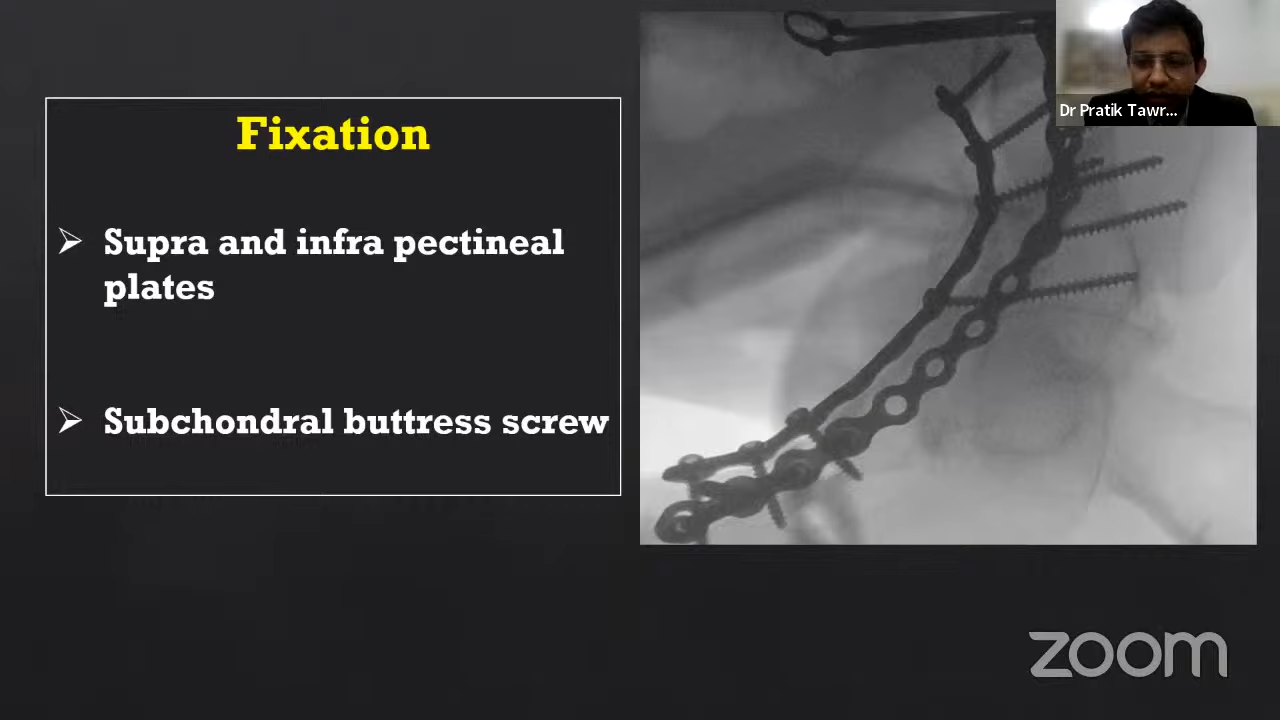 Fixation
Supra and infra pectineal
plates
Subchondral buttress screw
Dr Pratik Tawr...
zoom